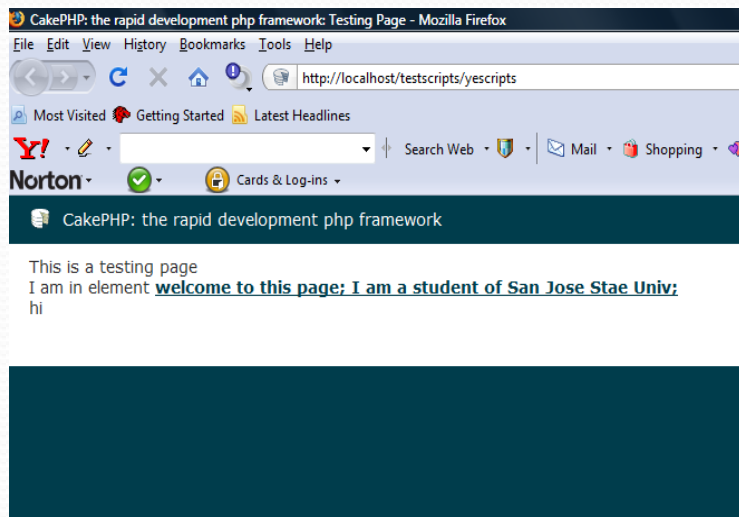 CakePHP: the rapid development php framework: Testing Page - Mozilla Firefox
File Edit View History Bookmarks Tools Help
http://localhost/testscripts/yescripts
Most Visited Getting Started Latest Headlines
Y! Search Web Mail Shopping
Norton Cards & Log-ins
CakePHP: the rapid development php framework
This is a testing page
I am in element welcome to this page; I am a student of San Jose Stae Univ;
hi